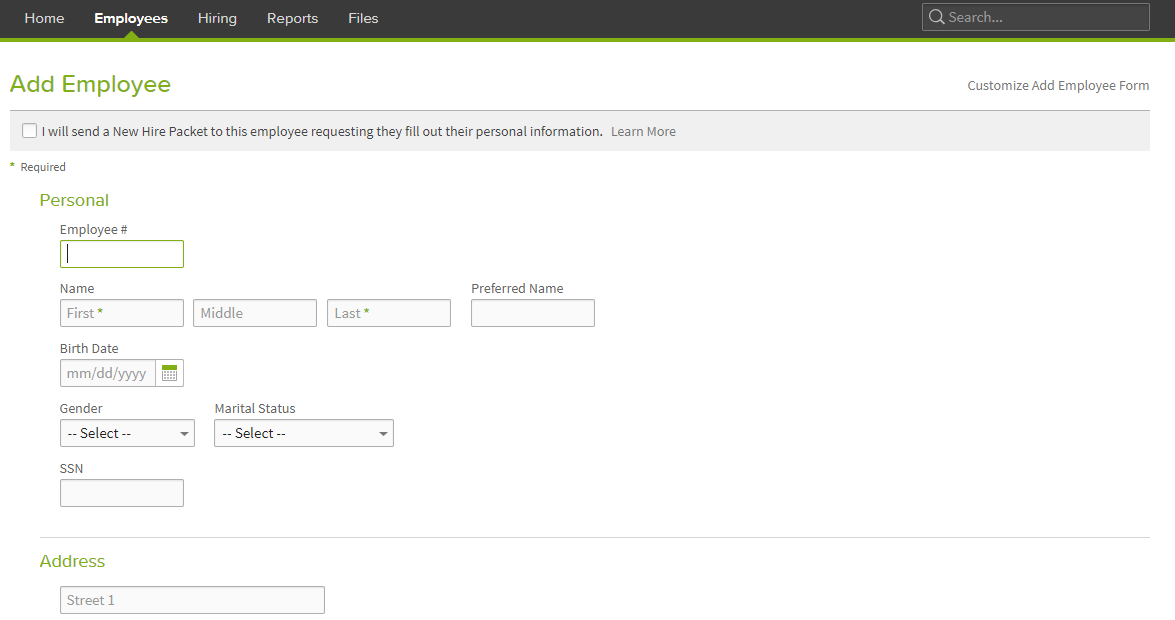 Home Employees Hiring Reports Files Search...
Add Employee Customize Add Employee Form
I will send a New Hire Packet to this employee requesting they fill out their personal information. Learn More
* Required
Personal
Employee #
Name Preferred Name
First * Middle Last *
Birth Date
mm/dd/yyyy
Gender Marital Status
-- Select -- -- Select --
SSN
Address
Street 1